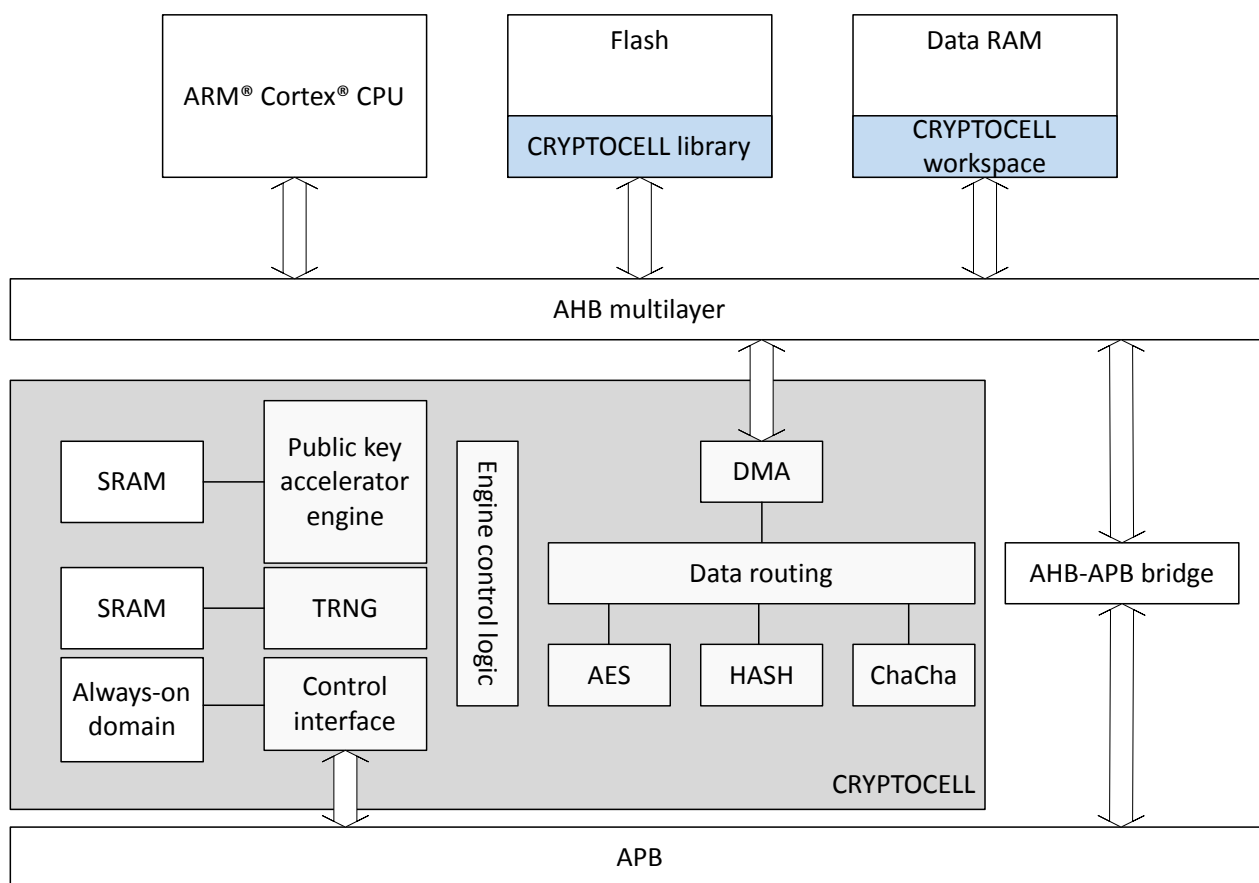 ARM® Cortex® CPU
Flash
CRYPTOCELL library
Data RAM
CRYPTOCELL
workspace
AHB multilayer
SRAM
Public key
accelerator
engine
Engine control logic
DMA
Data routing
AHB-APB bridge
SRAM
TRNG
AES
HASH
ChaCha
Always-on
domain
Control
interface
CRYPTOCELL
APB